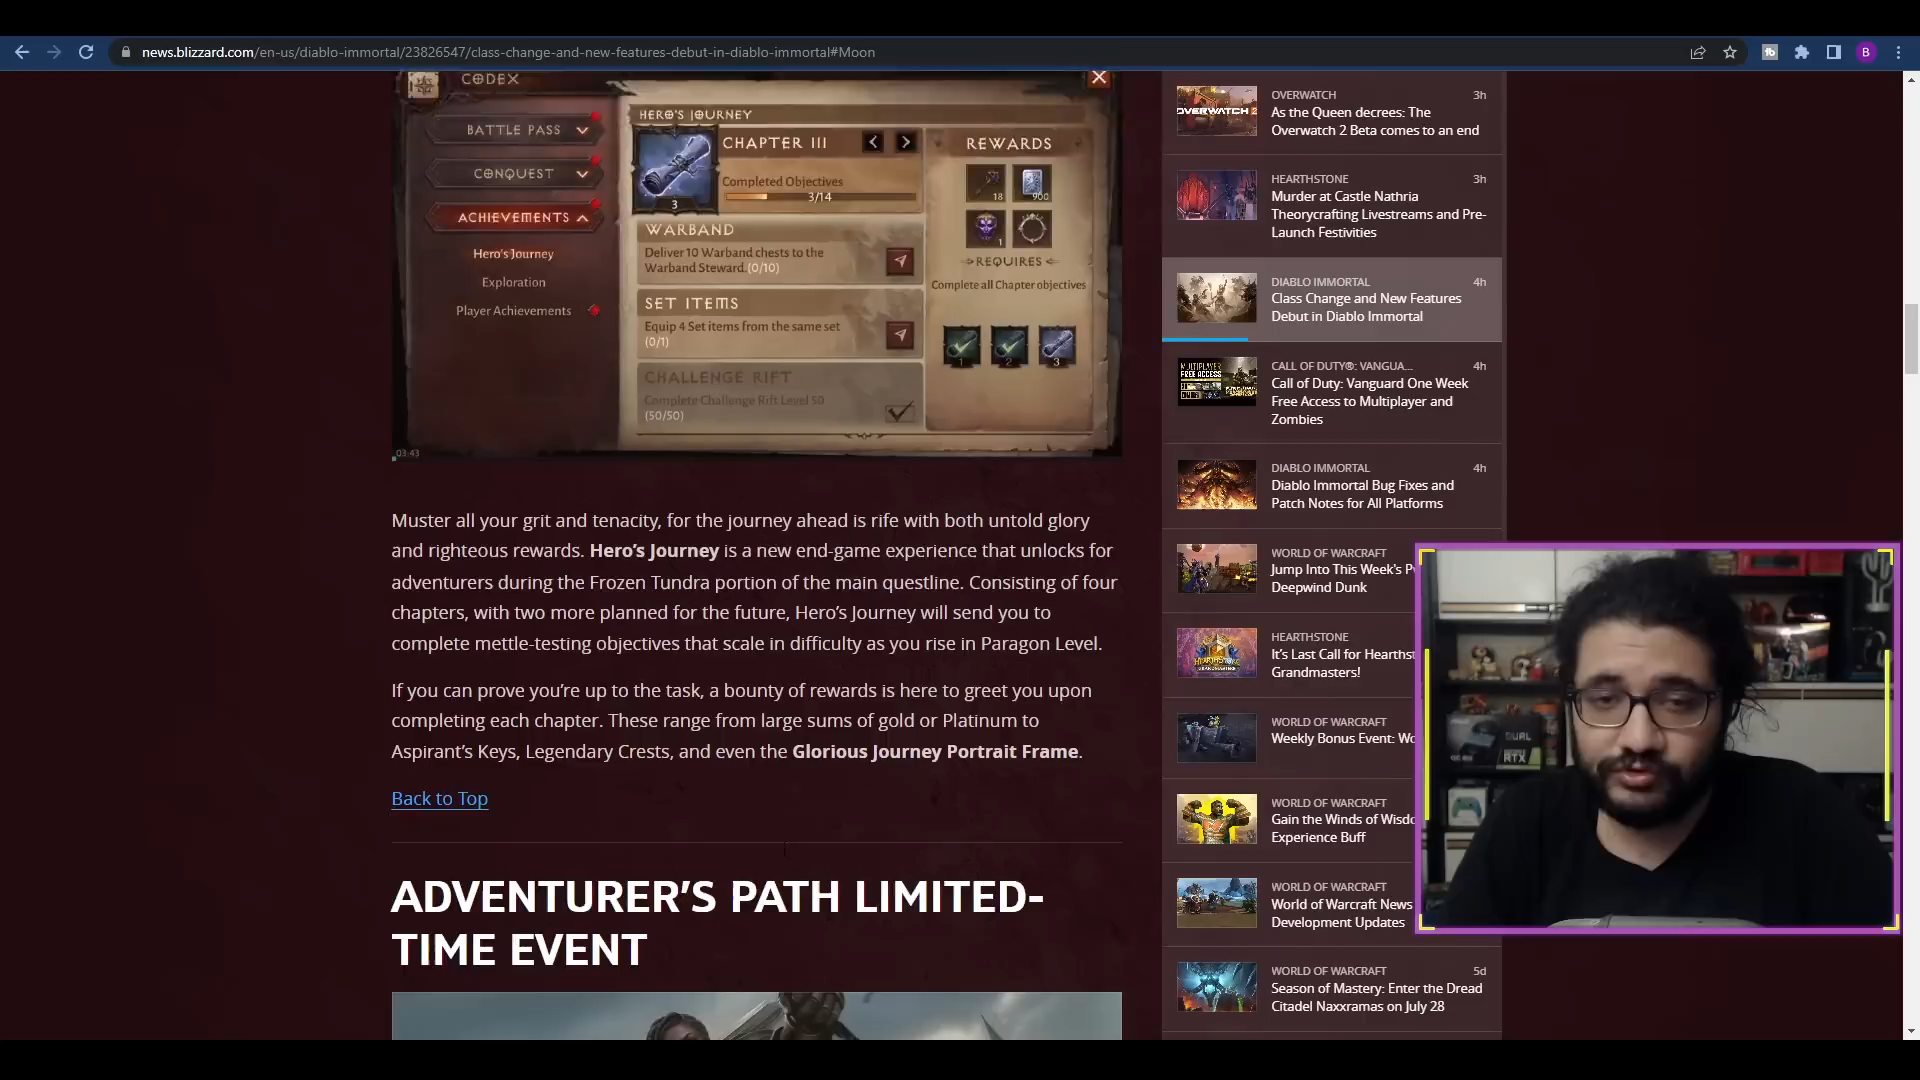 news.blizzard.com/en-us/diablo-immortal/23826547/class-change-and-new-features-debut-in-diablo-immortal#Moon
B
CODEX
BATTLE PASS
CONQUEST
ACHIEVEMENTS
Hero's Journey
Exploration
Player Achievements
HERO'S JOURNEY
CHAPTER III
3
Completed Objectives
3/14
WARBAND
Deliver 10 Warband chests to the
Warband Steward.(0/10)
SET ITEMS
Equip 4 Set items from the same set
(0/1)
CHALLENGE RIFT
Complete Challenge Rift Level 50
(50/50)
REWARDS
18
900
1
REQUIRES
Complete all Chapter objectives
1
2
3
03:43
Muster all your grit and tenacity, for the journey ahead is rife with both untold glory
and righteous rewards. Hero's Journey is a new end-game experience that unlocks for
adventurers during the Frozen Tundra portion of the main questline. Consisting of four
chapters, with two more planned for the future, Hero's Journey will send you to
complete mettle-testing objectives that scale in difficulty as you rise in Paragon Level.
If you can prove you're up to the task, a bounty of rewards is here to greet you upon
completing each chapter. These range from large sums of gold or Platinum to
Aspirant's Keys, Legendary Crests, and even the Glorious Journey Portrait Frame.
Back to Top
ADVENTURER'S PATH LIMITED-
TIME EVENT
OVERWATCH 2
OVERWATCH 3h
As the Queen decrees: The
Overwatch 2 Beta comes to an end
HEARTHSTONE 3h
Murder at Castle Nathria
Theorycrafting Livestreams and Pre-
Launch Festivities
DIABLO IMMORTAL 4h
Class Change and New Features
Debut in Diablo Immortal
MULTIPLAYER
FREE ACCESS
CALL OF DUTY®: VANGUA... 4h
Call of Duty: Vanguard One Week
Free Access to Multiplayer and
Zombies
DIABLO IMMORTAL 4h
Diablo Immortal Bug Fixes and
Patch Notes for All Platforms
WORLD OF WARCRAFT
Jump Into This Week's P
Deepwind Dunk
HEARTHSTONE
GRANDMASTERS
HEARTHSTONE
It's Last Call for Hearthst
Grandmasters!
WORLD OF WARCRAFT
Weekly Bonus Event: Wo
WORLD OF WARCRAFT
Gain the Winds of Wisdo
Experience Buff
WORLD OF WARCRAFT
World of Warcraft News
Development Updates
WORLD OF WARCRAFT 5d
Season of Mastery: Enter the Dread
Citadel Naxxramas on July 28
DUAL
RTX